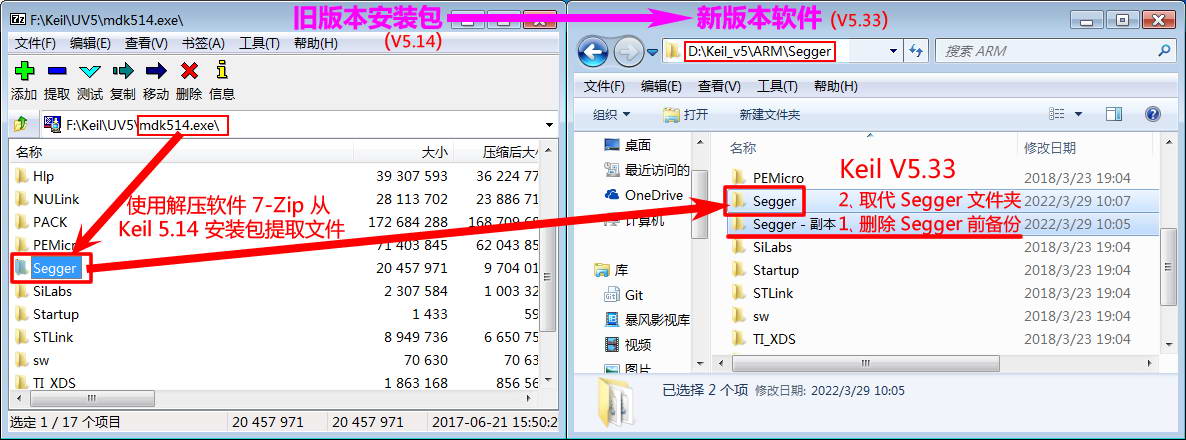 F:\Keil\UV5\mdk514.exe\
旧版本安装包
(V5.14)
文件(F) 编辑(E) 查看(V) 书签(A) 工具(T) 帮助(H)
添加 提取 测试 复制 移动 删除 信息
F:\Keil\UV5\mdk514.exe\
名称 大小 压缩后大小
Hlp 39 307 593 36 224 77
NULink 28 113 702 23 886 71
PACK 172 684 288 168 709 68
PEMicro 71 403 845 62 043 85
Segger 20 457 971 9 704 01
SiLabs 2 307 584 1 003 32
Startup 1 433 59
STLink 8 949 736 6 650 75
sw 70 630 70 63
TI_XDS 1 863 168 856 56
使用解压软件 7-Zip 从
Keil 5.14 安装包提取文件
选定 1 / 17 个项目 20 457 971 20 457 971 2017-06-21 15:50:2
新版本软件 (V5.33)
D:\Keil_v5\ARM\Segger
搜索 ARM
文件(F) 编辑(E) 查看(V) 工具(T) 帮助(H)
组织 打开 新建文件夹
桌面
最近访问的
OneDrive
计算机
库
Git
暴风影视库
视频
图片
名称 修改日期
PEMicro 2018/3/23 19:04
Segger 2022/3/29 10:07
Segger - 副本 2022/3/29 10:05
SiLabs 2018/3/23 19:04
Startup 2018/3/23 19:04
STLink 2018/3/23 19:04
sw 2018/3/23 19:04
TI_XDS 2018/3/23 19:04
Keil V5.33
2、取代 Segger 文件夹
1、删除 Segger 前备份
已选择 2 个项 修改日期: 2022/3/29 10:05